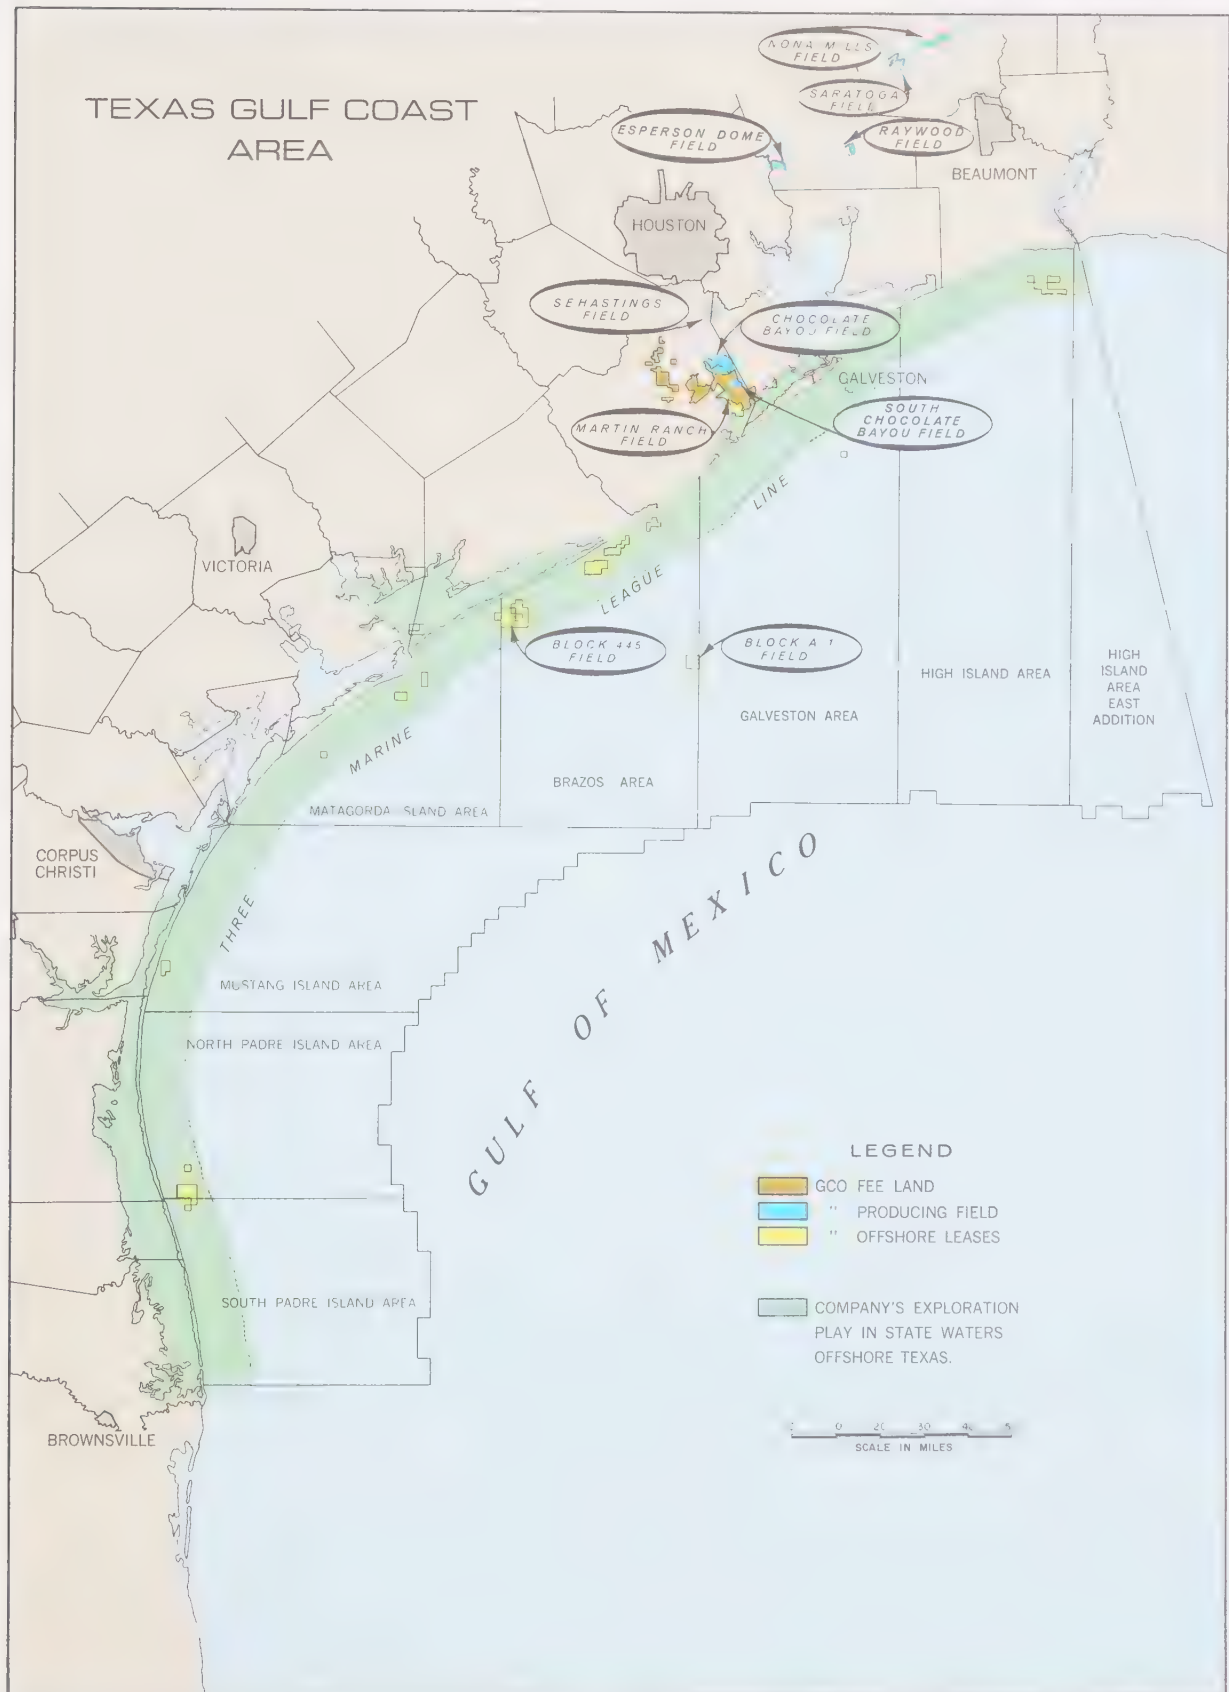 TEXAS GULF COAST
AREA
NONA MILLS
FIELD
SARATOGA
FIELD
ESPERSON DOME
FIELD
RAYWOOD
FIELD
BEAUMONT
HOUSTON
SEHASTINGS
FIELD
CHOCOLATE
BAYOU FIELD
GALVESTON
SOUTH
CHOCOLATE
BAYOU FIELD
MARTIN RANCH
FIELD
VICTORIA
THREE MARINE LEAGUE LINE
BLOCK 445
FIELD
BLOCK A 1
FIELD
HIGH ISLAND AREA
HIGH
ISLAND
AREA
EAST
ADDITION
GALVESTON AREA
BRAZOS AREA
MATAGORDA SLAND AREA
CORPUS
CHRISTI
GULF OF MEXICO
MUSTANG ISLAND AREA
NORTH PADRE ISLAND AREA
SOUTH PADRE ISLAND AREA
BROWNSVILLE
LEGEND
GCO FEE LAND
" PRODUCING FIELD
" OFFSHORE LEASES
COMPANY'S EXPLORATION
PLAY IN STATE WATERS
OFFSHORE TEXAS.
0 20 30 40
SCALE IN MILES